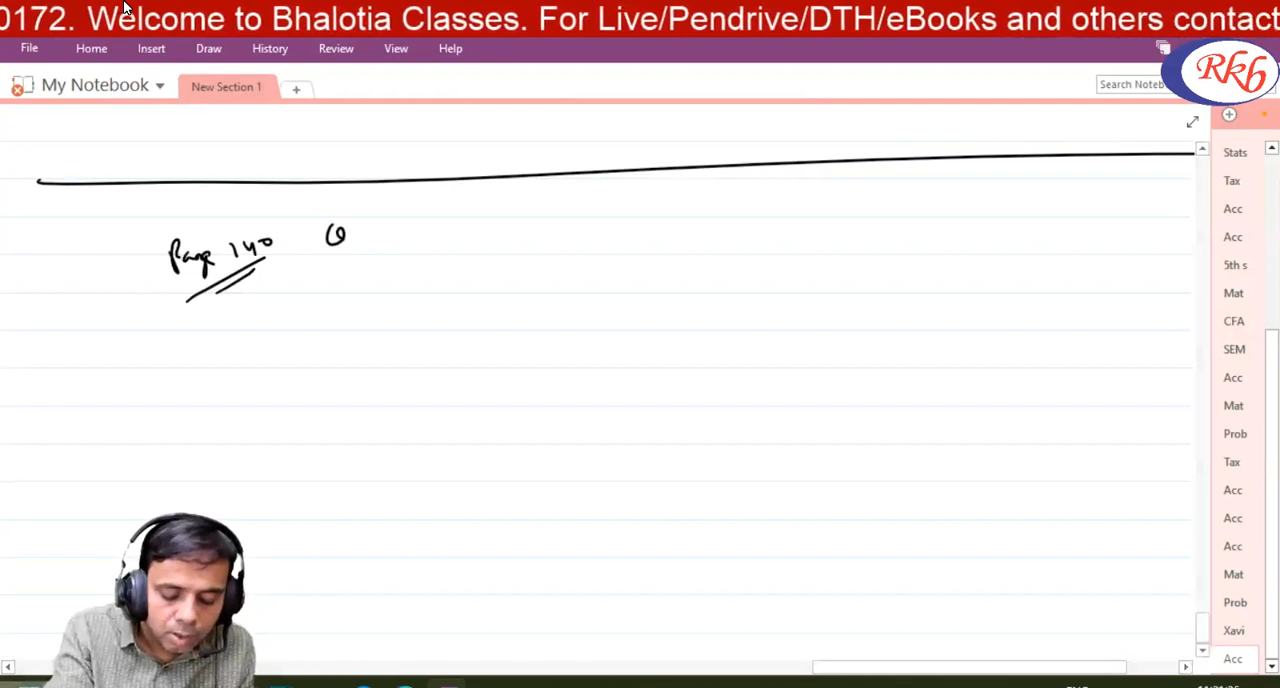 0172. Welcome to Bhalotia Classes. For Live/Pendrive/DTH/eBooks and others contact
File Home Insert Draw History Review View Help
Rkb
My Notebook New Section 1 + Search Noteb
Stats
Tax
Page 140 Q
Acc
Acc
5th s
Mat
CFA
SEM
Acc
Mat
Prob
Tax
Acc
Acc
Acc
Mat
Prob
Xavi
Acc